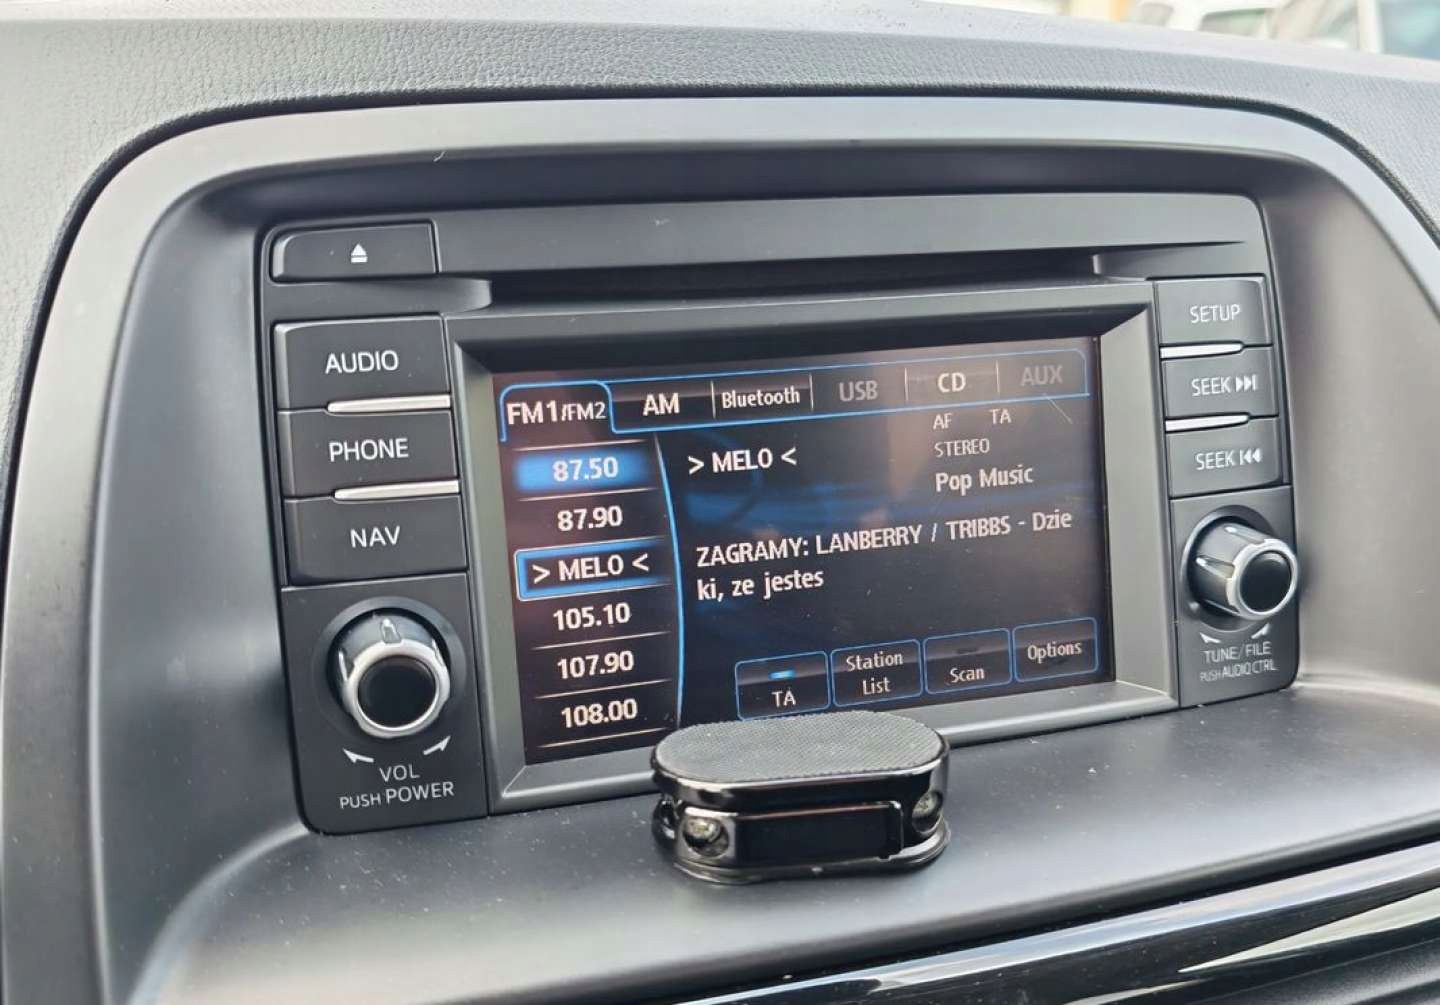 AUDIO
PHONE
NAV
VOL
PUSH POWER
FM1/FM2 AM Bluetooth USB CD AUX
87.50
87.90
> MELO <
105.10
107.90
108.00
> MELO <
AF TA
STEREO
Pop Music
ZAGRAMY: LANBERRY / TRIBBS - Dzie
ki, ze jestes
TA
Station
List
Scan
Options
SETUP
SEEK
SEEK
TUNE/FILE
PUSH AUDIO CTRL